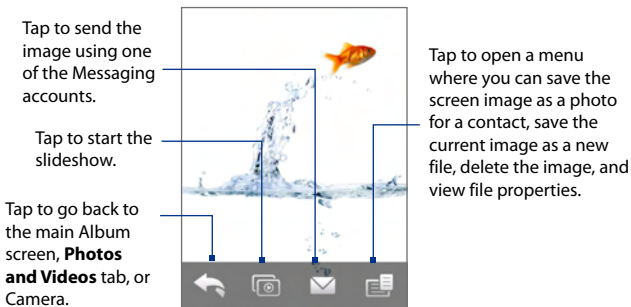 Tap to send the
image using one
of the Messaging
accounts.
Tap to start the
slideshow.
Tap to go back to
the main Album
screen, Photos
and Videos tab, or
Camera.
Tap to open a menu
where you can save the
screen image as a photo
for a contact, save the
current image as a new
file, delete the image, and
view file properties.